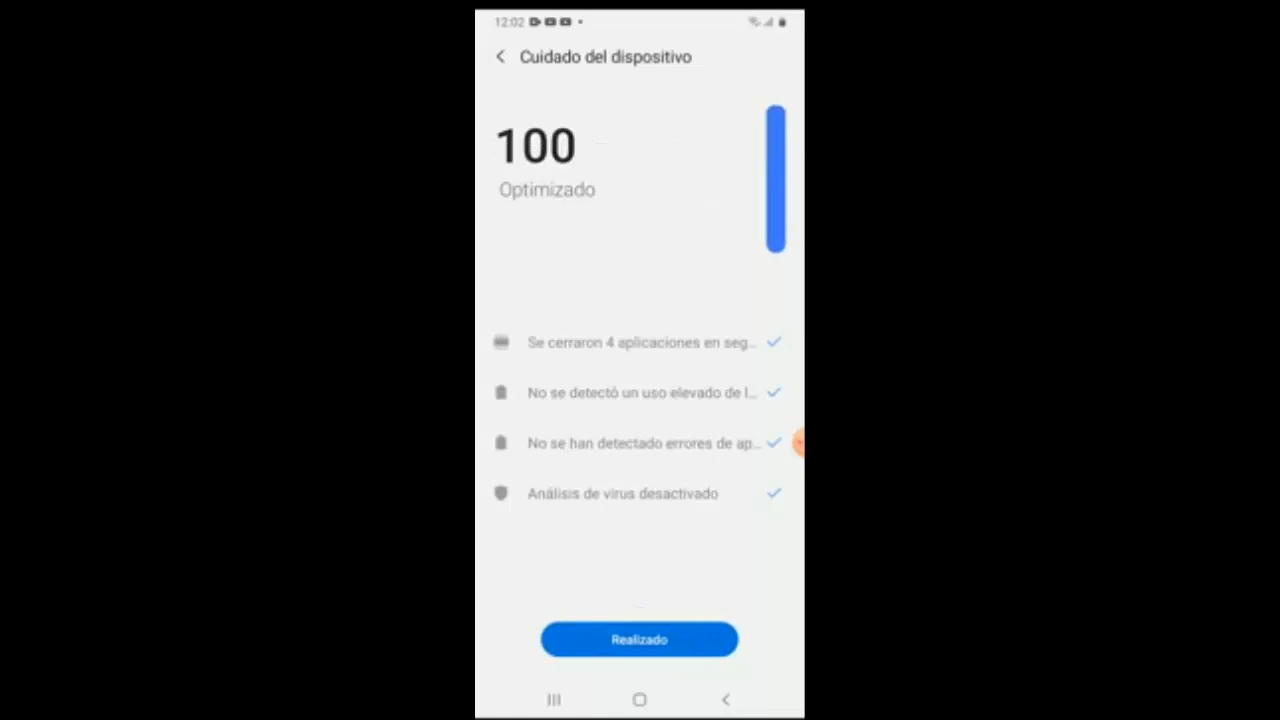 12:02
Cuidado del dispositivo
100
Optimizado
Se cerraron 4 aplicaciones en seg...
No se detectó un uso elevado de l...
No se han detectado errores de ap...
Análisis de virus desactivado
Realizado